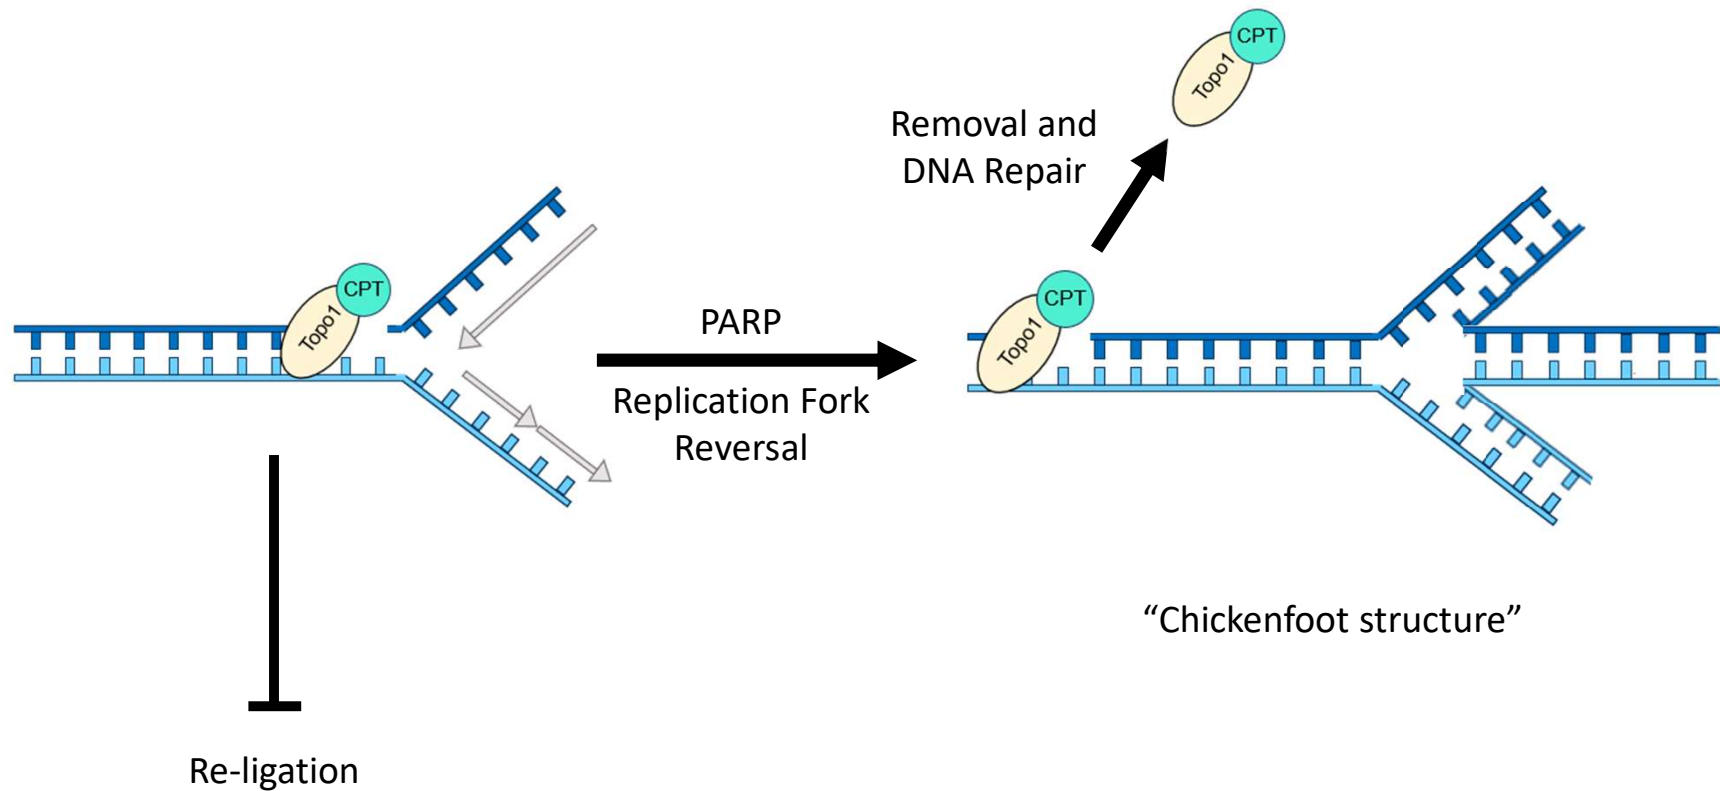 CPT
Topo1
Removal and
DNA Repair
CPT
Topo1
PARP
Replication Fork
Reversal
CPT
Topo1
“Chickenfoot structure”
Re-ligation